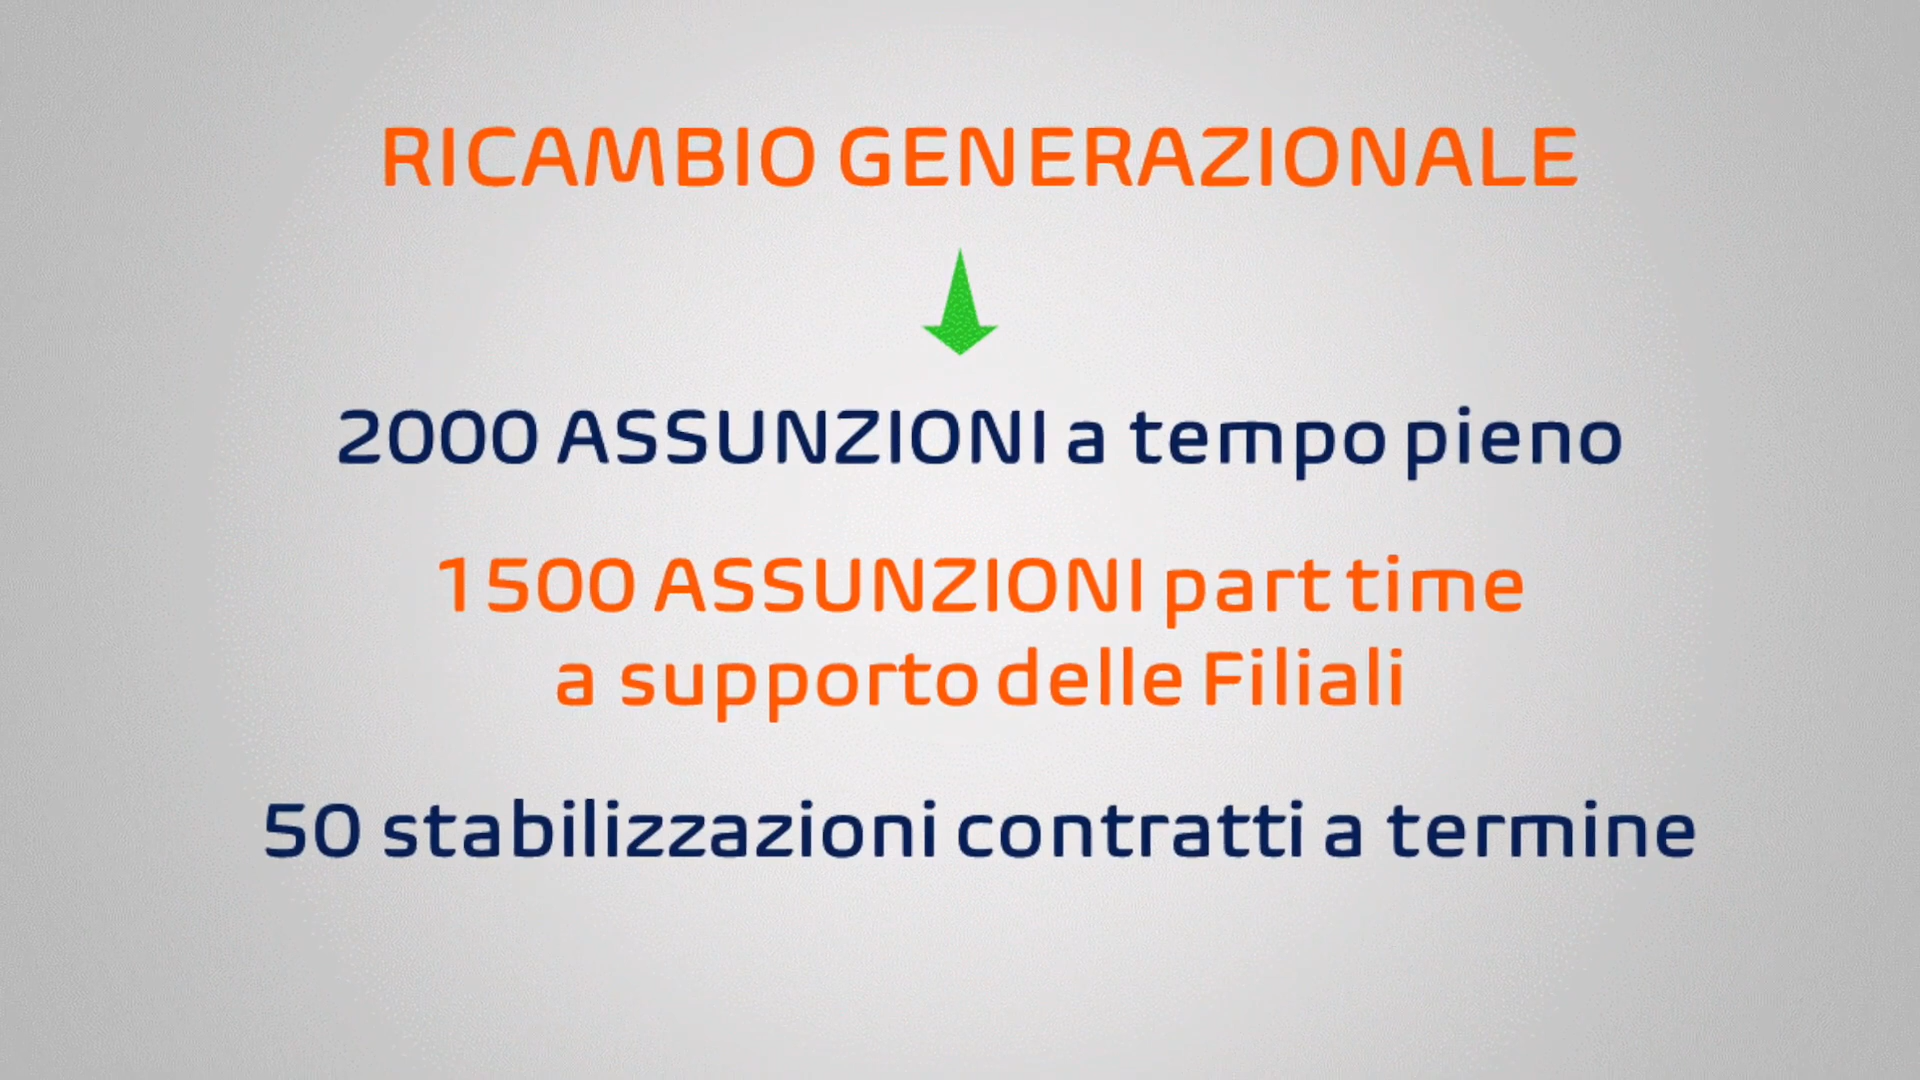 RICAMBIO GENERAZIONALE
2000 ASSUNZIONI a tempo pieno
1500 ASSUNZIONI part time
a supporto delle Filiali
50 stabilizzazioni contratti a termine